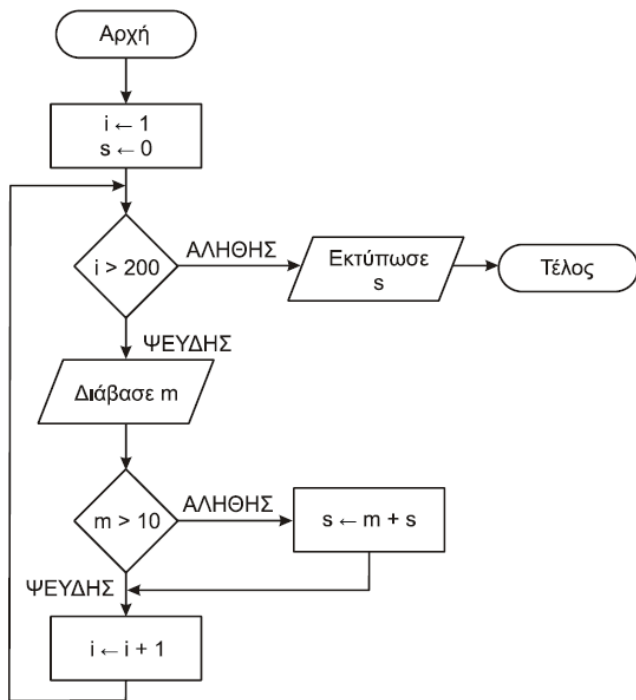 Αρχή
i ← 1
s ← 0
i > 200
ΑΛΗΘΗΣ
Εκτύπωσε
s
Τέλος
ΨΕΥΔΗΣ
Διάβασε m
m > 10
ΑΛΗΘΗΣ
s ← m + s
ΨΕΥΔΗΣ
i ← i + 1